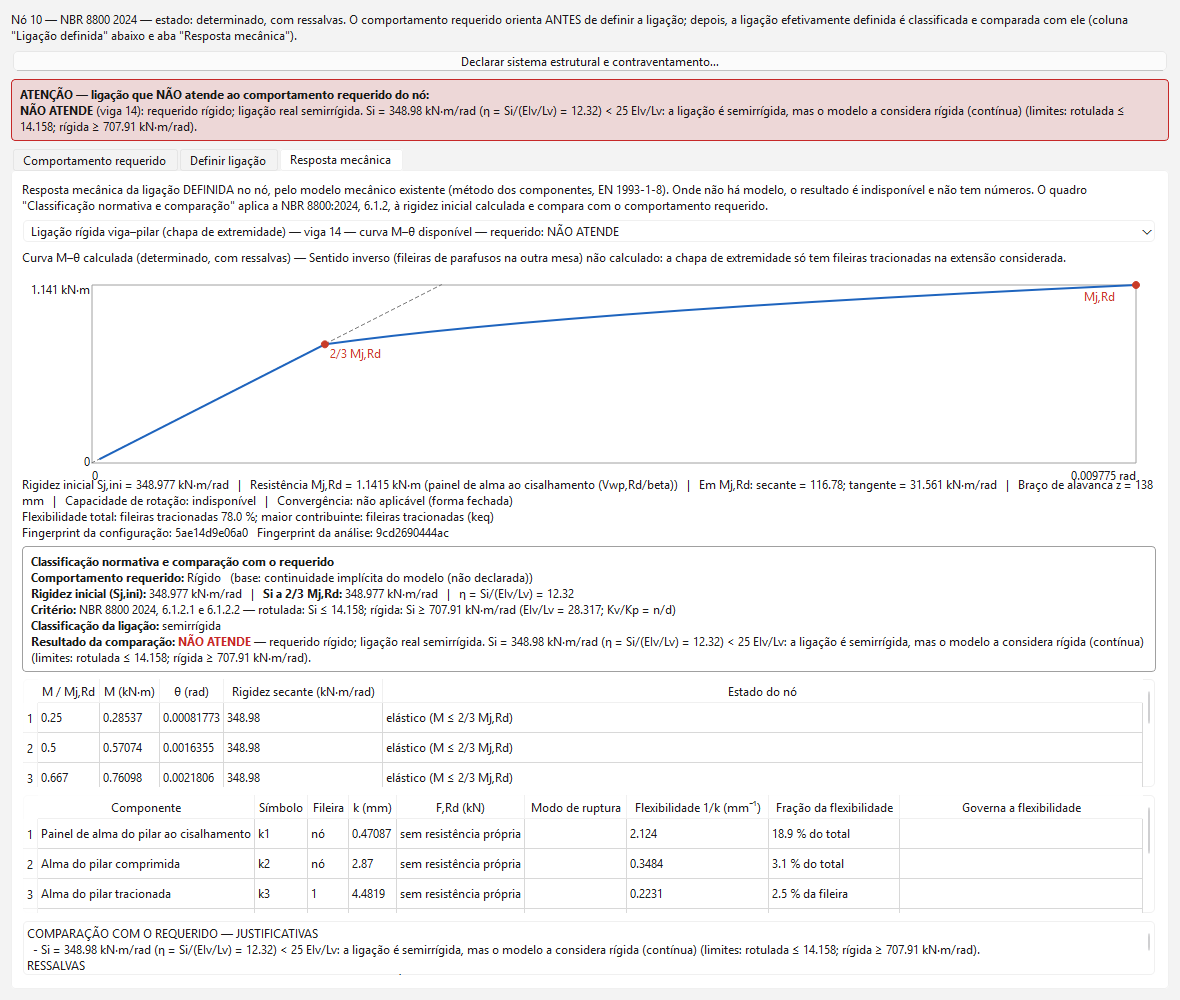 Nó 10 — NBR 8800 2024 — estado: determinado, com ressalvas. O comportamento requerido orienta ANTES de definir a ligação; depois, a ligação efetivamente definida é classificada e comparada com ele (coluna
"Ligação definida" abaixo e aba "Resposta mecânica").
Declarar sistema estrutural e contraventamento...
ATENÇÃO — ligação que NÃO atende ao comportamento requerido do nó:
NÃO ATENDE (viga 14): requerido rígido; ligação real semirrígida. Si = 348.98 kN·m/rad (η = Si/(EIv/Lv) = 12.32) < 25 EIv/Lv: a ligação é semirrígida, mas o modelo a considera rígida (contínua) (limites: rotulada ≤
14.158; rígida ≥ 707.91 kN·m/rad).
Comportamento requerido Definir ligação Resposta mecânica
Resposta mecânica da ligação DEFINIDA no nó, pelo modelo mecânico existente (método dos componentes, EN 1993-1-8). Onde não há modelo, o resultado é indisponível e não tem números. O quadro
"Classificação normativa e comparação" aplica a NBR 8800:2024, 6.1.2, à rigidez inicial calculada e compara com o comportamento requerido.
Ligação rígida viga–pilar (chapa de extremidade) — viga 14 — curva M–θ disponível — requerido: NÃO ATENDE
Curva M–θ calculada (determinado, com ressalvas) — Sentido inverso (fileiras de parafusos na outra mesa) não calculado: a chapa de extremidade só tem fileiras tracionadas na extensão considerada.
1.141 kN·m
Mj,Rd
2/3 Mj,Rd
0
0 0.009775 rad
Rigidez inicial Sj,ini = 348.977 kN·m/rad | Resistência Mj,Rd = 1.1415 kN·m (painel de alma ao cisalhamento (Vwp,Rd/beta)) | Em Mj,Rd: secante = 116.78; tangente = 31.561 kN·m/rad | Braço de alavanca z = 138
mm | Capacidade de rotação: indisponível | Convergência: não aplicável (forma fechada)
Flexibilidade total: fileiras tracionadas 78.0 %; maior contribuinte: fileiras tracionadas (keq)
Fingerprint da configuração: 5ae14d9e06a0 Fingerprint da análise: 9cd2690444ac
Classificação normativa e comparação com o requerido
Comportamento requerido: Rígido (base: continuidade implícita do modelo (não declarada))
Rigidez inicial (Sj,ini): 348.977 kN·m/rad | Si a 2/3 Mj,Rd: 348.977 kN·m/rad | η = Si/(EIv/Lv) = 12.32
Critério: NBR 8800 2024, 6.1.2.1 e 6.1.2.2 — rotulada: Si ≤ 14.158; rígida: Si ≥ 707.91 kN·m/rad (EIv/Lv = 28.317; Kv/Kp = n/d)
Classificação da ligação: semirrígida
Resultado da comparação: NÃO ATENDE — requerido rígido; ligação real semirrígida. Si = 348.98 kN·m/rad (η = Si/(EIv/Lv) = 12.32) < 25 EIv/Lv: a ligação é semirrígida, mas o modelo a considera rígida (contínua)
(limites: rotulada ≤ 14.158; rígida ≥ 707.91 kN·m/rad).
M / Mj,Rd M (kN·m) θ (rad) Rigidez secante (kN·m/rad) Estado do nó
1 0.25 0.28537 0.00081773 348.98 elástico (M ≤ 2/3 Mj,Rd)
2 0.5 0.57074 0.0016355 348.98 elástico (M ≤ 2/3 Mj,Rd)
3 0.667 0.76098 0.0021806 348.98 elástico (M ≤ 2/3 Mj,Rd)
Componente Símbolo Fileira k (mm) F,Rd (kN) Modo de ruptura Flexibilidade 1/k (mm⁻¹) Fração da flexibilidade Governa a flexibilidade
1 Painel de alma do pilar ao cisalhamento k1 nó 0.47087 sem resistência própria 2.124 18.9 % do total
2 Alma do pilar comprimida k2 nó 2.87 sem resistência própria 0.3484 3.1 % do total
3 Alma do pilar tracionada k3 1 4.4819 sem resistência própria 0.2231 2.5 % da fileira
COMPARAÇÃO COM O REQUERIDO — JUSTIFICATIVAS
- Si = 348.98 kN·m/rad (η = Si/(EIv/Lv) = 12.32) < 25 EIv/Lv: a ligação é semirrígida, mas o modelo a considera rígida (contínua) (limites: rotulada ≤ 14.158; rígida ≥ 707.91 kN·m/rad).
RESSALVAS